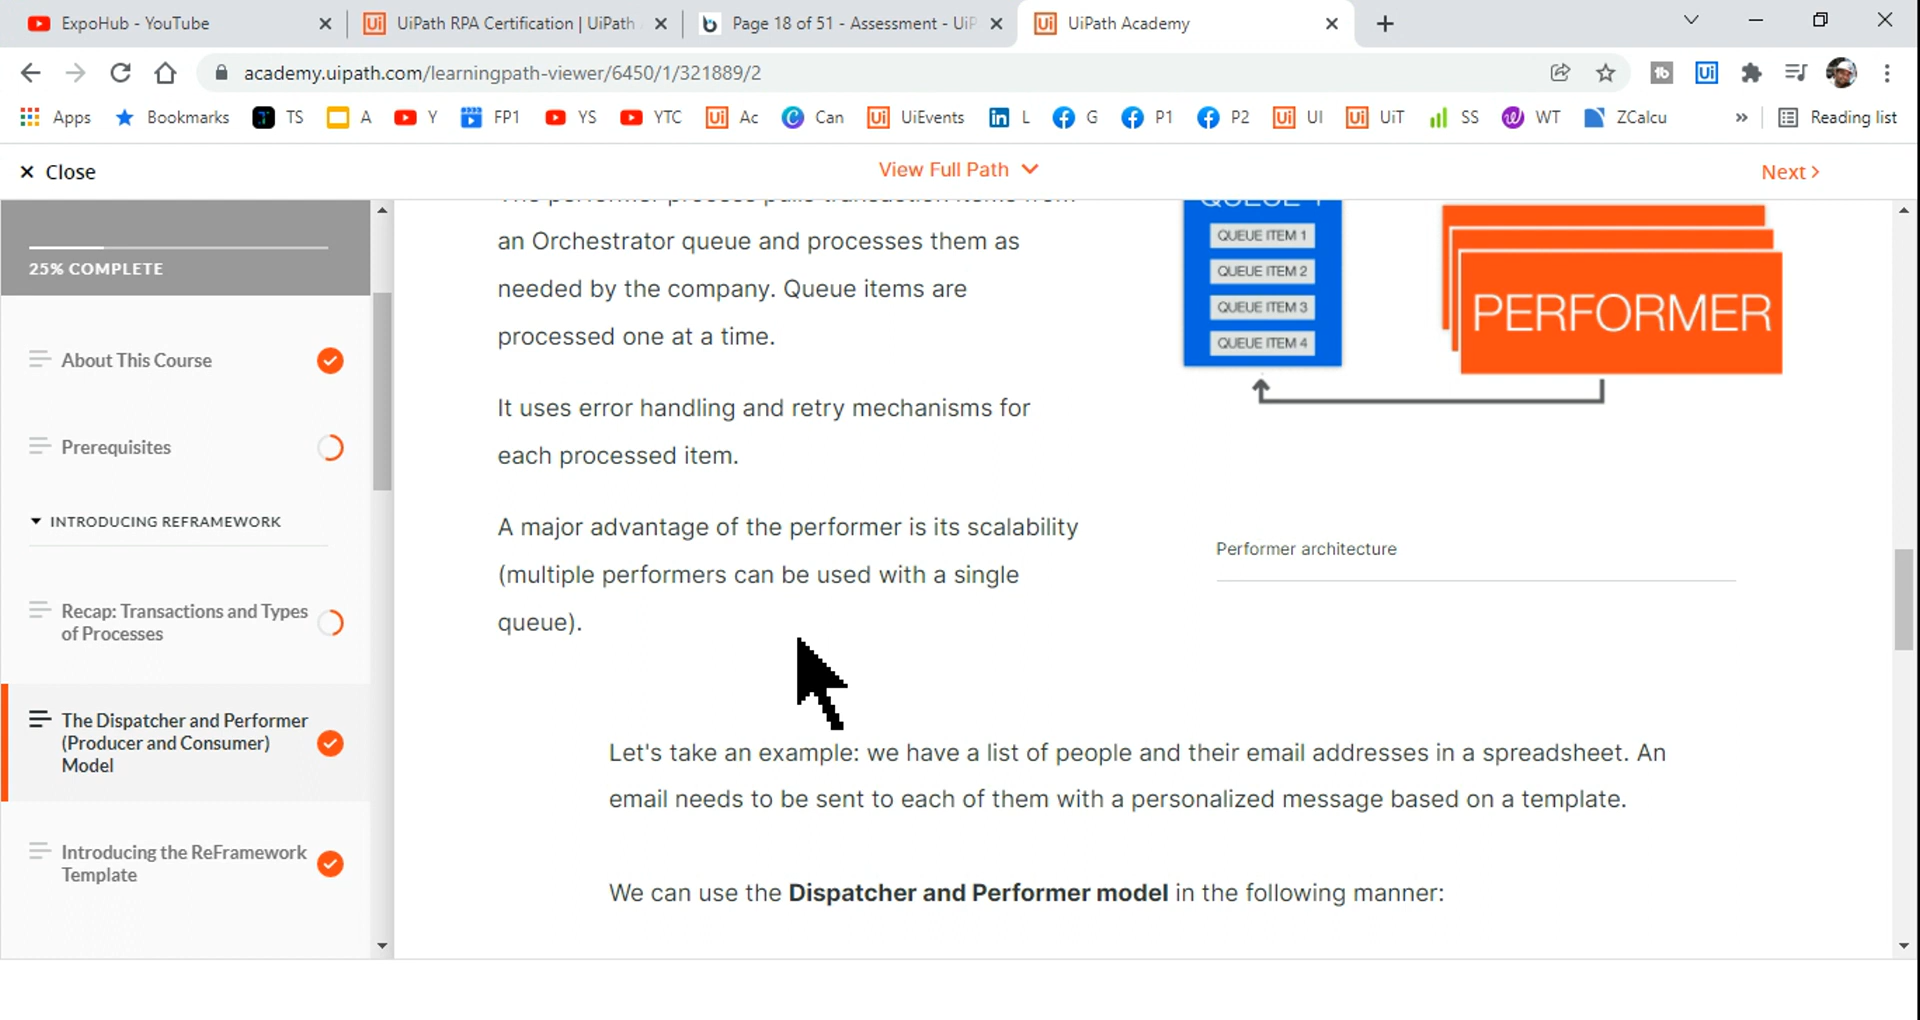 ExpoHub - YouTube
UiPath RPA Certification | UiPath
Page 18 of 51 - Assessment - UiP
UiPath Academy
academy.uipath.com/learningpath-viewer/6450/1/321889/2
Apps
Bookmarks
TS
A
Y
FP1
YS
YTC
Ac
Can
UiEvents
L
G
P1
P2
UI
UiT
SS
WT
ZCalcu
»
Reading list
Close
View Full Path
Next >
25% COMPLETE
About This Course
Prerequisites
INTRODUCING REFRAMEWORK
Recap: Transactions and Types
of Processes
The Dispatcher and Performer
(Producer and Consumer)
Model
Introducing the ReFramework
Template
The performer process pulls transaction items from
an Orchestrator queue and processes them as
needed by the company. Queue items are
processed one at a time.
It uses error handling and retry mechanisms for
each processed item.
A major advantage of the performer is its scalability
(multiple performers can be used with a single
queue).
QUEUE 1
QUEUE ITEM 1
QUEUE ITEM 2
QUEUE ITEM 3
QUEUE ITEM 4
PERFORMER
Performer architecture
Let's take an example: we have a list of people and their email addresses in a spreadsheet. An
email needs to be sent to each of them with a personalized message based on a template.
We can use the Dispatcher and Performer model in the following manner: